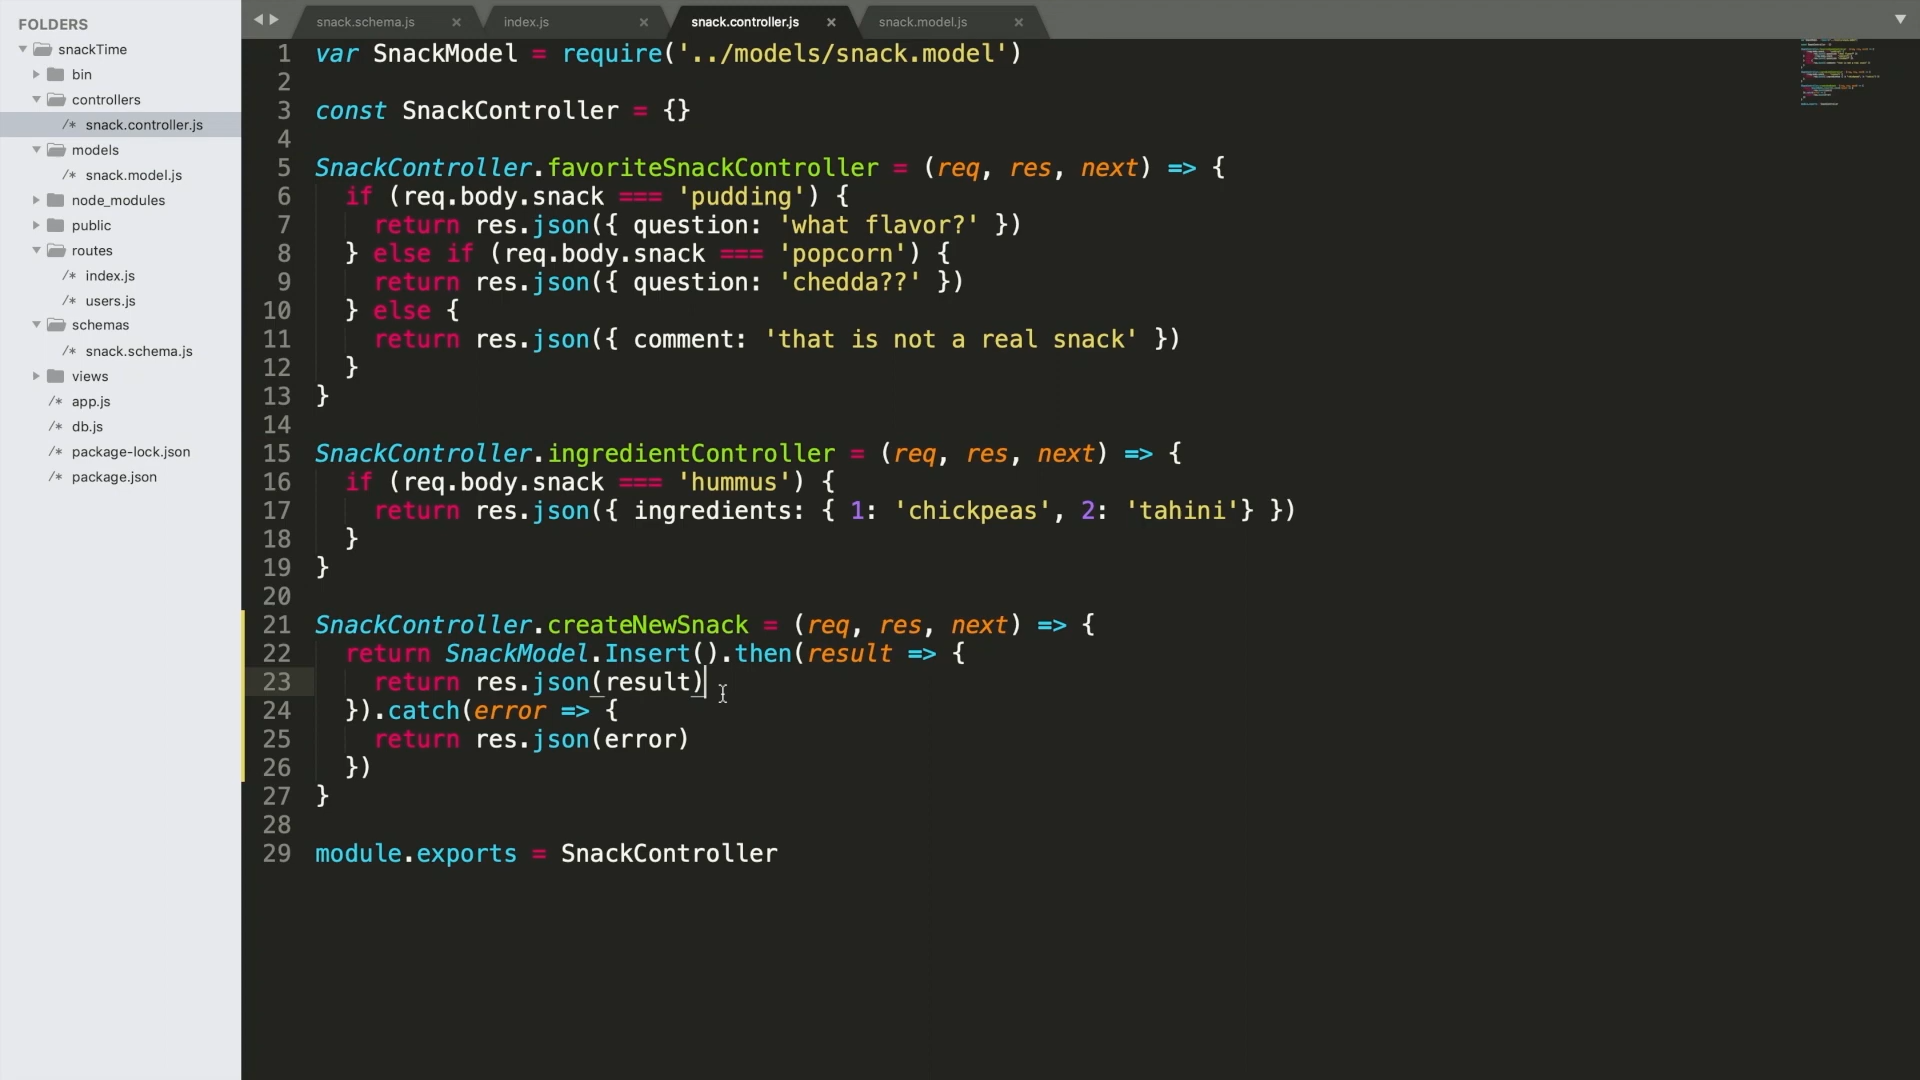 FOLDERS
snackTime
bin
controllers
/* snack.controller.js
models
/* snack.model.js
node_modules
public
routes
/* index.js
/* users.js
schemas
/* snack.schema.js
views
/* app.js
/* db.js
/* package-lock.json
/* package.json
snack.schema.js × index.js × snack.controller.js × snack.model.js ×
1 var SnackModel = require('../models/snack.model')
2
3 const SnackController = {}
4
5 SnackController.favoriteSnackController = (req, res, next) => {
6 if (req.body.snack === 'pudding') {
7 return res.json({ question: 'what flavor?' })
8 } else if (req.body.snack === 'popcorn') {
9 return res.json({ question: 'chedda??' })
10 } else {
11 return res.json({ comment: 'that is not a real snack' })
12 }
13 }
14
15 SnackController.ingredientController = (req, res, next) => {
16 if (req.body.snack === 'hummus') {
17 return res.json({ ingredients: { 1: 'chickpeas', 2: 'tahini'} })
18 }
19 }
20
21 SnackController.createNewSnack = (req, res, next) => {
22 return SnackModel.Insert().then(result => {
23 return res.json(result)
24 }).catch(error => {
25 return res.json(error)
26 })
27 }
28
29 module.exports = SnackController